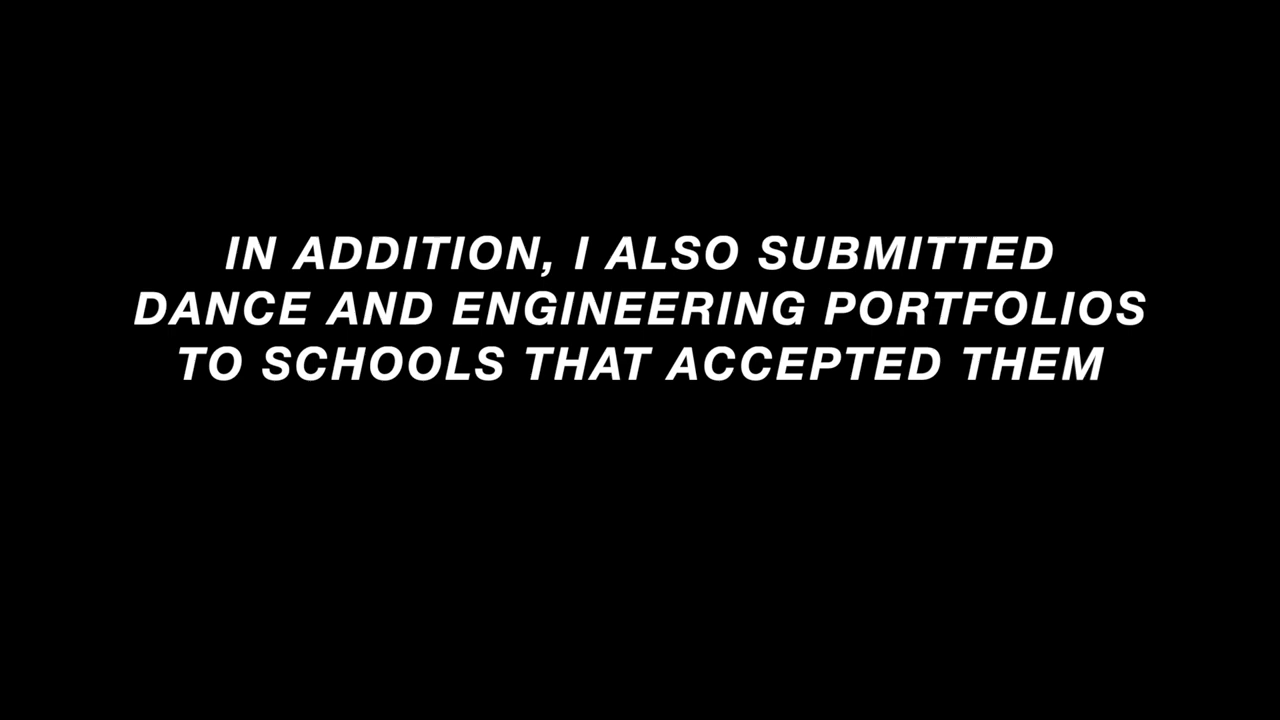 IN ADDITION, I ALSO SUBMITTED
DANCE AND ENGINEERING PORTFOLIOS
TO SCHOOLS THAT ACCEPTED THEM